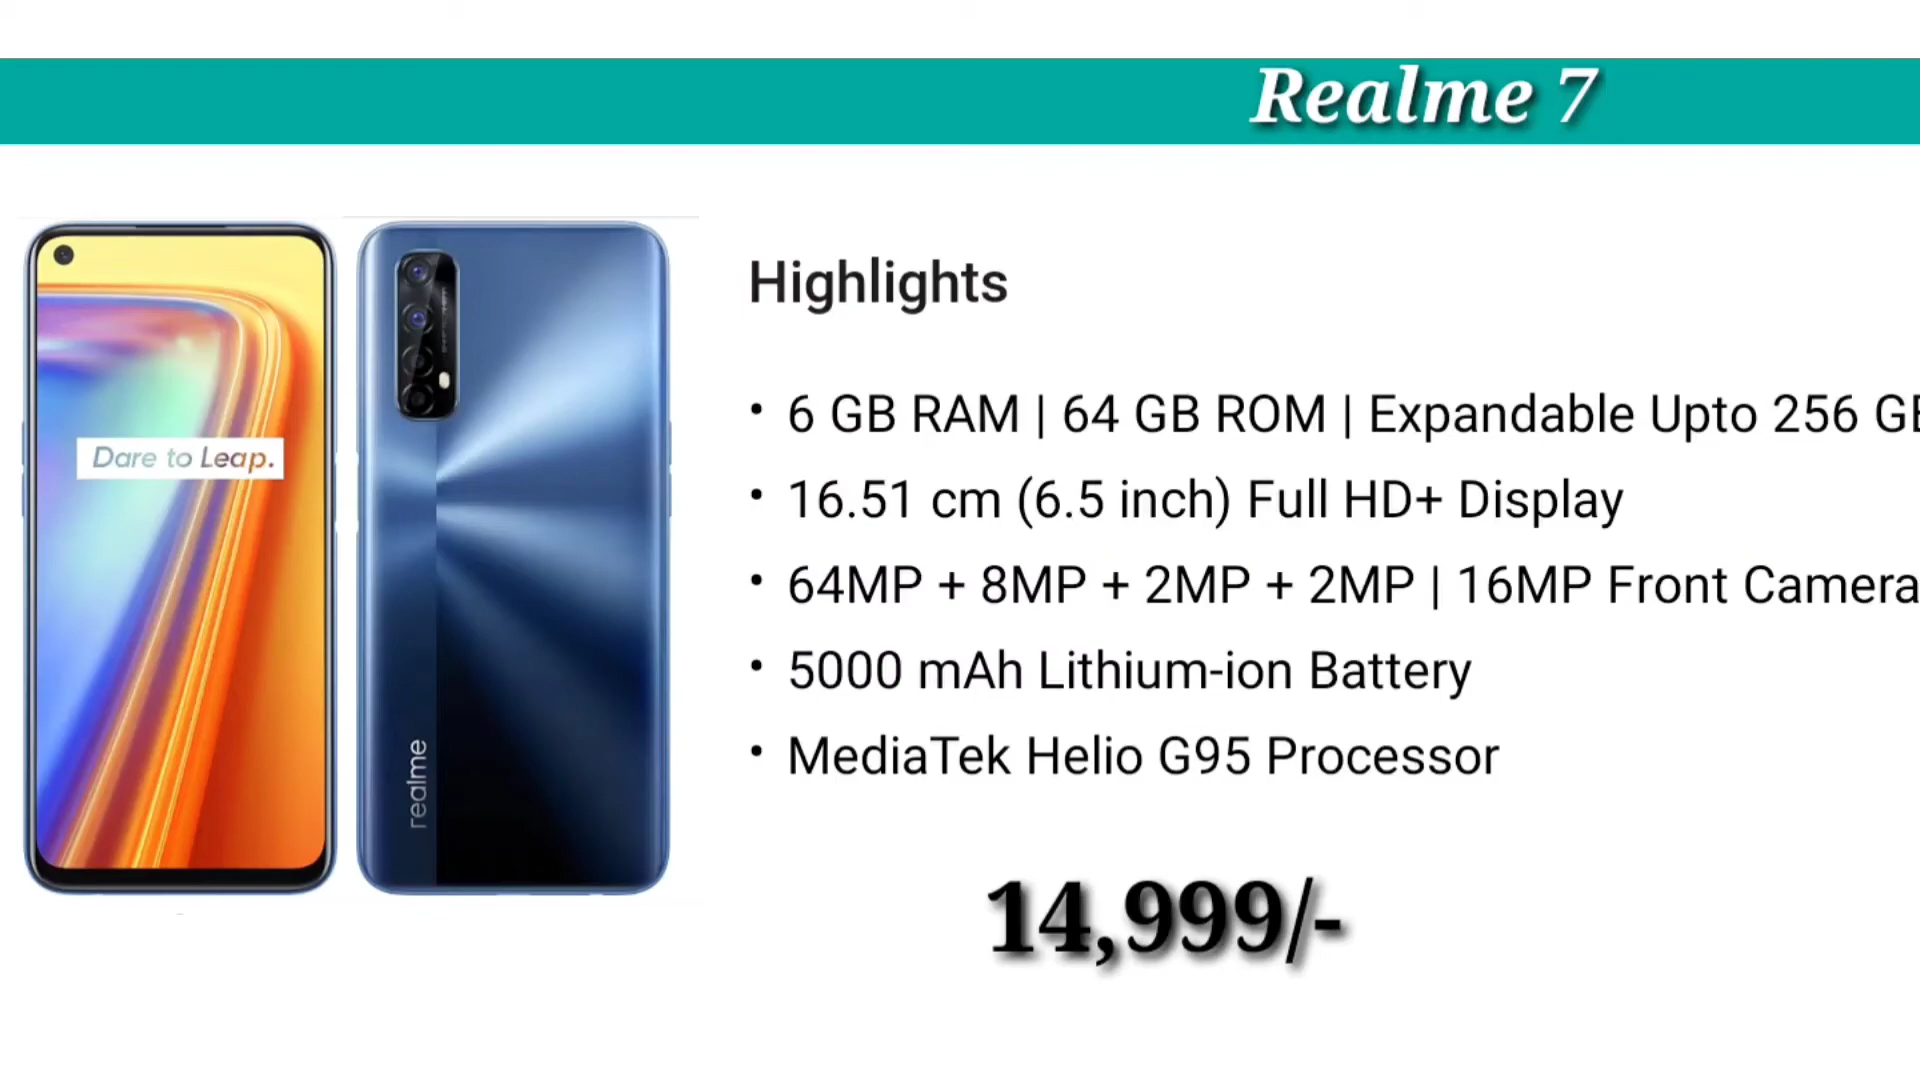 Realme 7
Highlights
• 6 GB RAM | 64 GB ROM | Expandable Upto 256 GB
• 16.51 cm (6.5 inch) Full HD+ Display
• 64MP + 8MP + 2MP + 2MP | 16MP Front Camera
• 5000 mAh Lithium-ion Battery
• MediaTek Helio G95 Processor
14,999/-
Dare to Leap.
realme